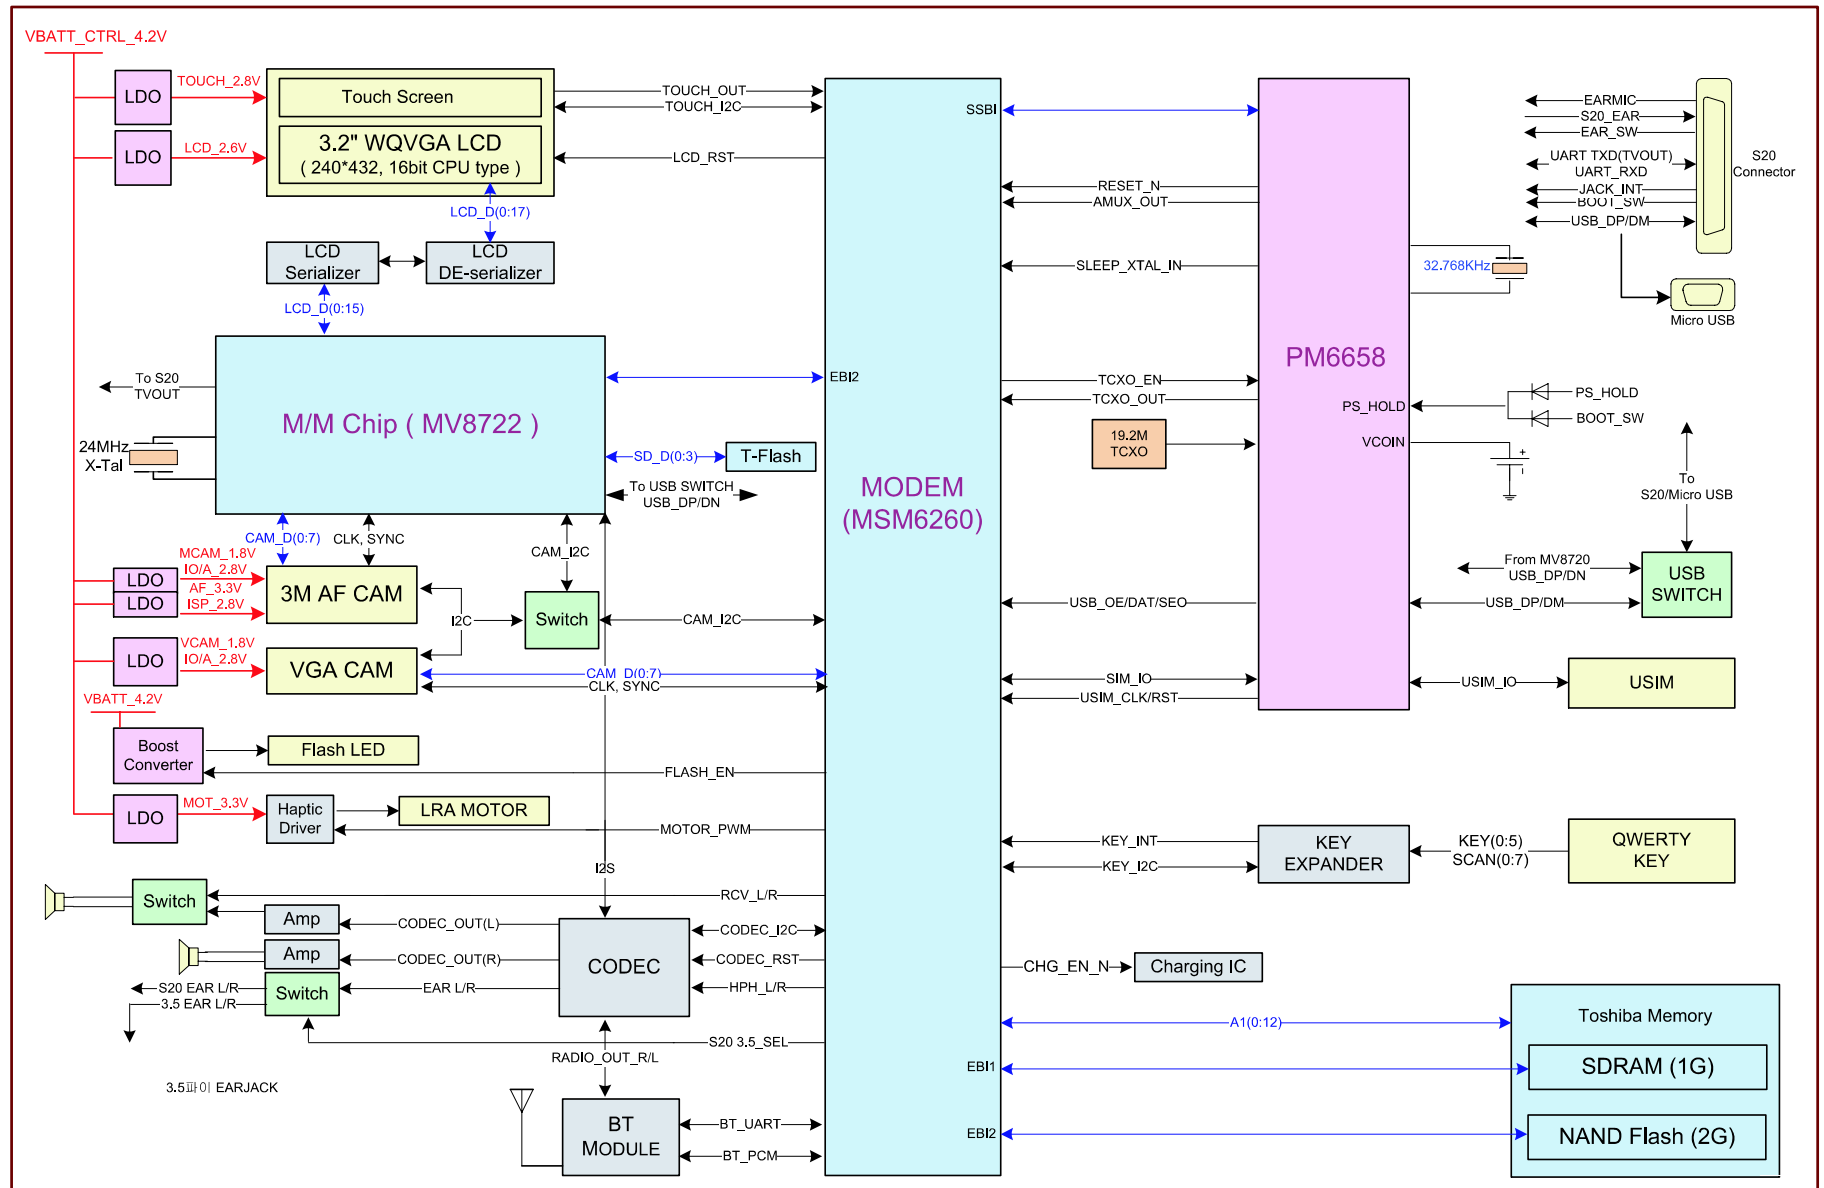 VBATT_CTRL_4.2V
LDO
TOUCH_2.8V
Touch Screen
LDO
LCD_2.6V
3.2" WQVGA LCD
( 240*432, 16bit CPU type )
TOUCH_OUT
TOUCH_I2C
LCD_RST
LCD_D(0:17)
LCD
Serializer
LCD
DE-serializer
LCD_D(0:15)
To S20
TVOUT
M/M Chip ( MV8722 )
24MHz
X-Tal
EBI2
SD_D(0:3)
T-Flash
To USB SWITCH
USB_DP/DN
CAM_D(0:7)
CLK, SYNC
CAM_I2C
MCAM_1.8V
IO/A_2.8V
AF_3.3V
ISP_2.8V
LDO
LDO
3M AF CAM
I2C
Switch
CAM_I2C
LDO
VCAM_1.8V
IO/A_2.8V
VGA CAM
CAM_D(0:7)
CLK, SYNC
VBATT_4.2V
Boost
Converter
Flash LED
FLASH_EN
LDO
MOT_3.3V
Haptic
Driver
LRA MOTOR
MOTOR_PWM
I2S
Switch
RCV_L/R
Amp
CODEC_OUT(L)
Amp
CODEC_OUT(R)
CODEC
CODEC_I2C
CODEC_RST
HPH_L/R
S20 EAR L/R
3.5 EAR L/R
Switch
EAR L/R
S20 3.5_SEL
RADIO_OUT_R/L
3.5파이 EARJACK
BT
MODULE
BT_UART
BT_PCM
MODEM
(MSM6260)
SSBI
RESET_N
AMUX_OUT
SLEEP_XTAL_IN
TCXO_EN
TCXO_OUT
19.2M
TCXO
USB_OE/DAT/SEO
SIM_IO
USIM_CLK/RST
KEY_INT
KEY_I2C
CHG_EN_N
Charging IC
A1(0:12)
EBI1
EBI2
PM6658
PS_HOLD
VCOIN
32.768KHz
EARMIC
S20_EAR
EAR_SW
UART TXD(TVOUT)
UART_RXD
JACK_INT
BOOT_SW
USB_DP/DM
S20
Connector
Micro USB
PS_HOLD
BOOT_SW
To
S20/Micro USB
From MV8720
USB_DP/DN
USB_DP/DM
USB
SWITCH
USIM_IO
USIM
KEY
EXPANDER
KEY(0:5)
SCAN(0:7)
QWERTY
KEY
Toshiba Memory
SDRAM (1G)
NAND Flash (2G)